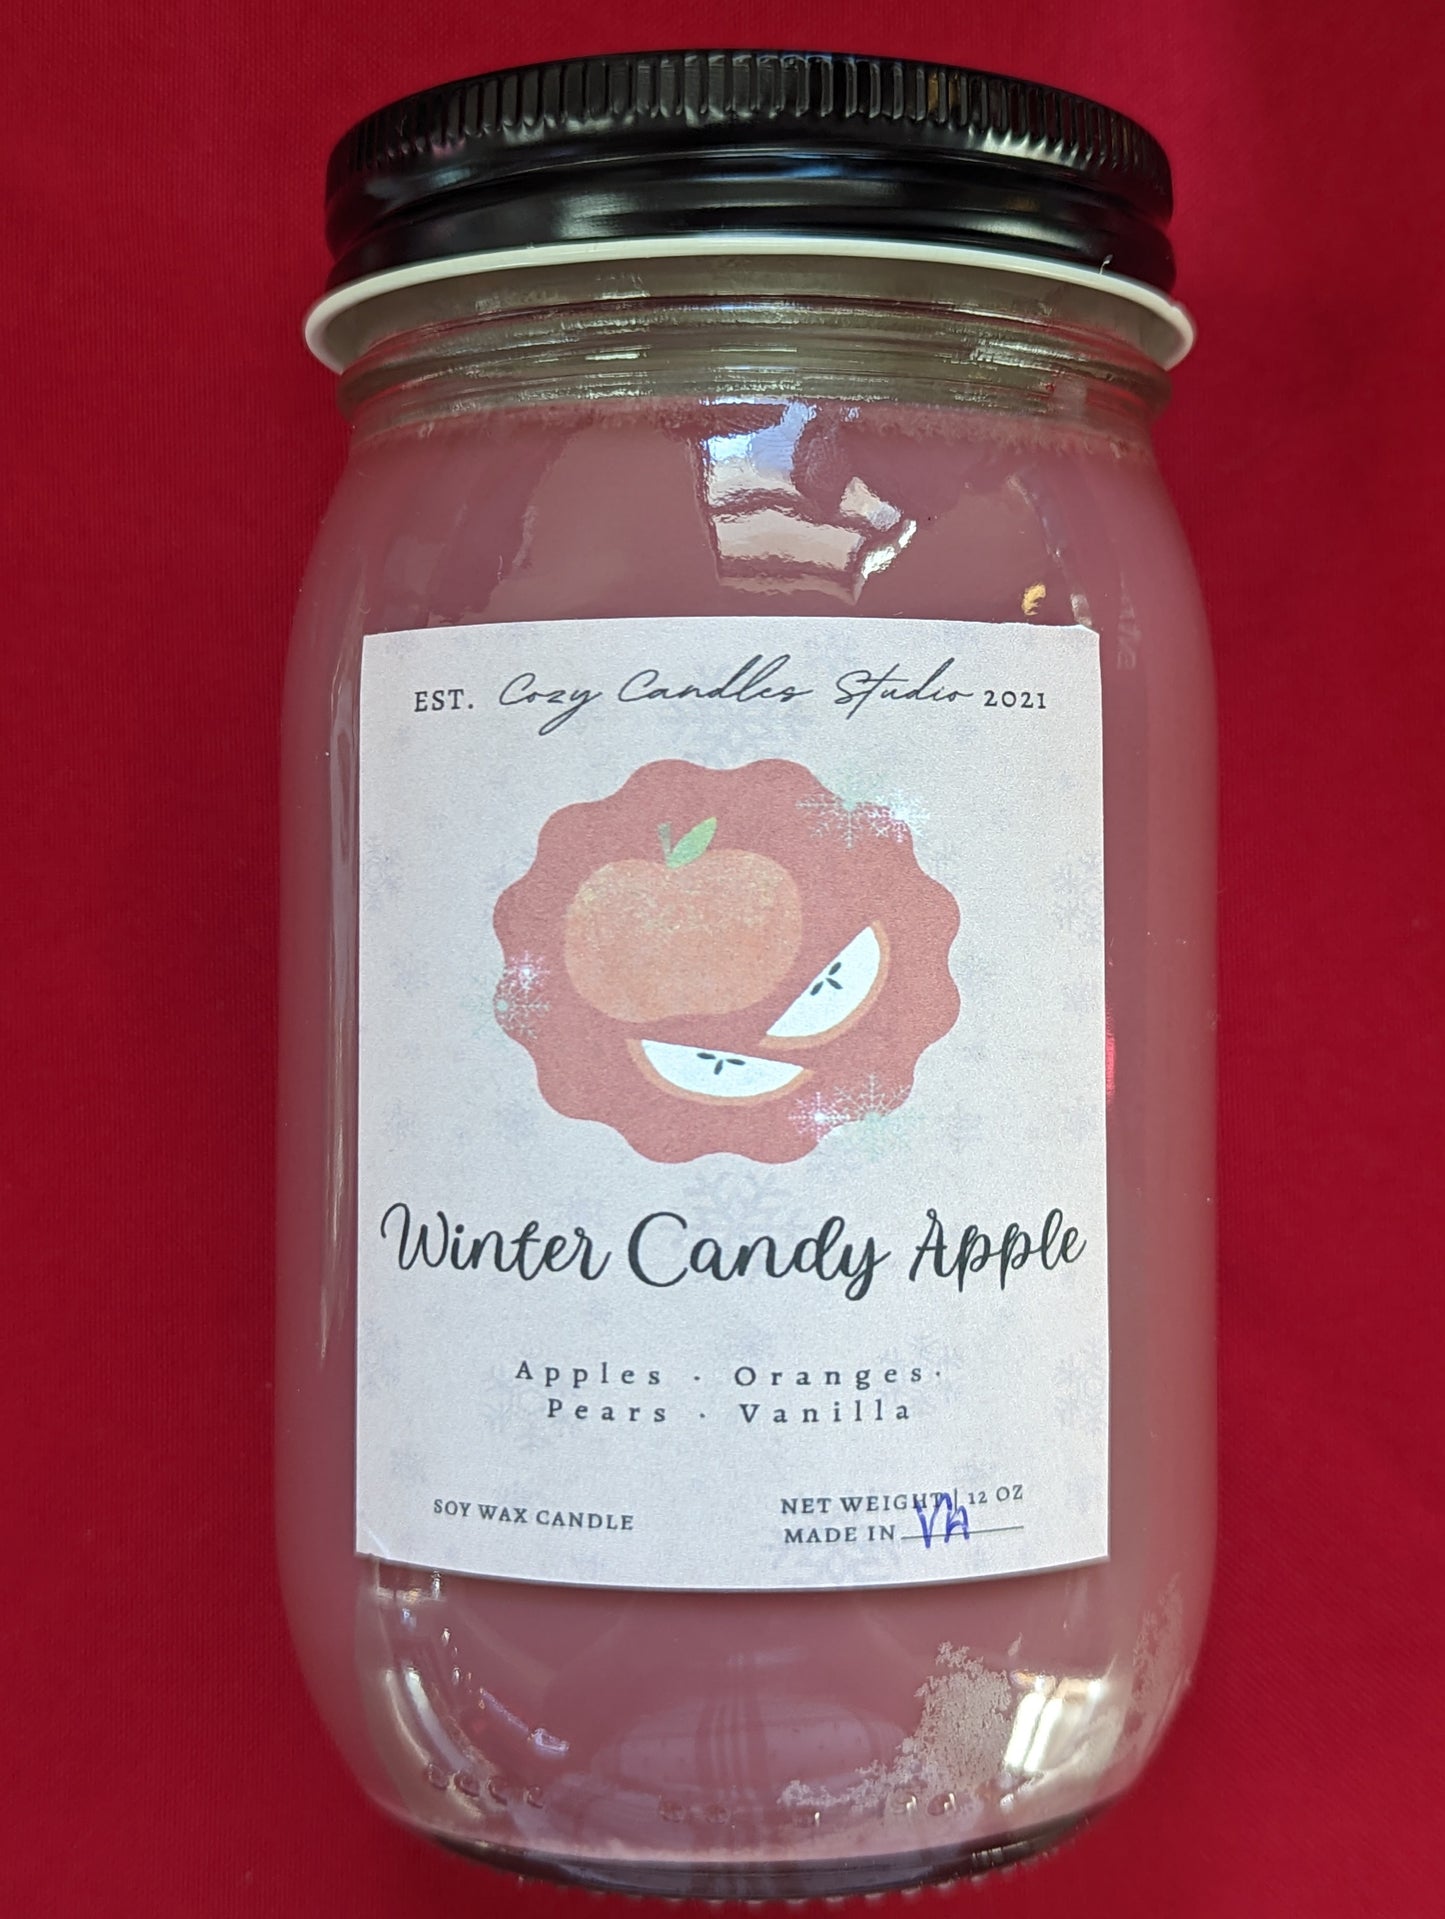 EST. Cozy Candles Studio 2021
Winter Candy Apple
Apples · Oranges·
Pears · Vanilla
SOY WAX CANDLE
NET WEIGHT | 12 OZ
MADE IN VA